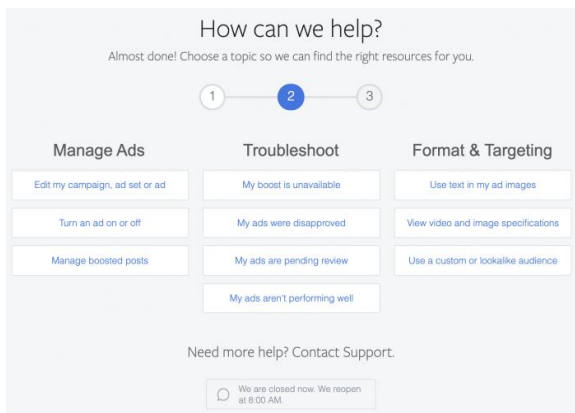 How can we help?
Almost done! Choose a topic so we can find the right resources for you.
1 2 3
Manage Ads
Edit my campaign, ad set or ad
Turn an ad on or off
Manage boosted posts
Troubleshoot
My boost is unavailable
My ads were disapproved
My ads are pending review
My ads aren't performing well
Format & Targeting
Use text in my ad images
View video and image specifications
Use a custom or lookalike audience
Need more help? Contact Support.
We are closed now. We reopen
at 8:00 AM.